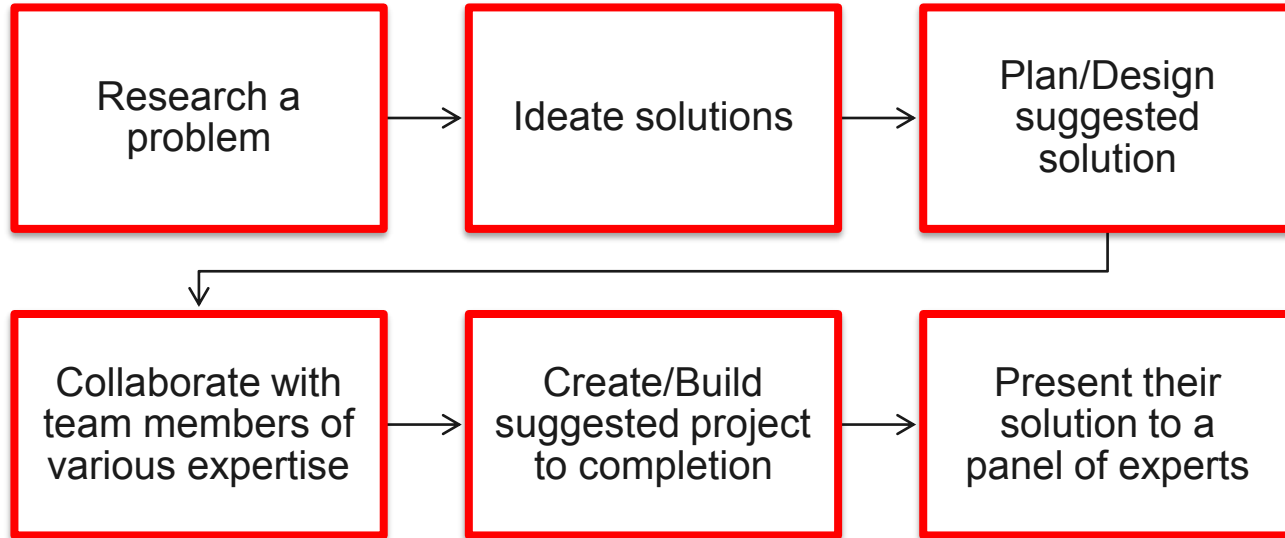 Research a
problem
Ideate solutions
Plan/Design
suggested
solution
Collaborate with
team members of
various expertise
Create/Build
suggested project
to completion
Present their
solution to a
panel of experts